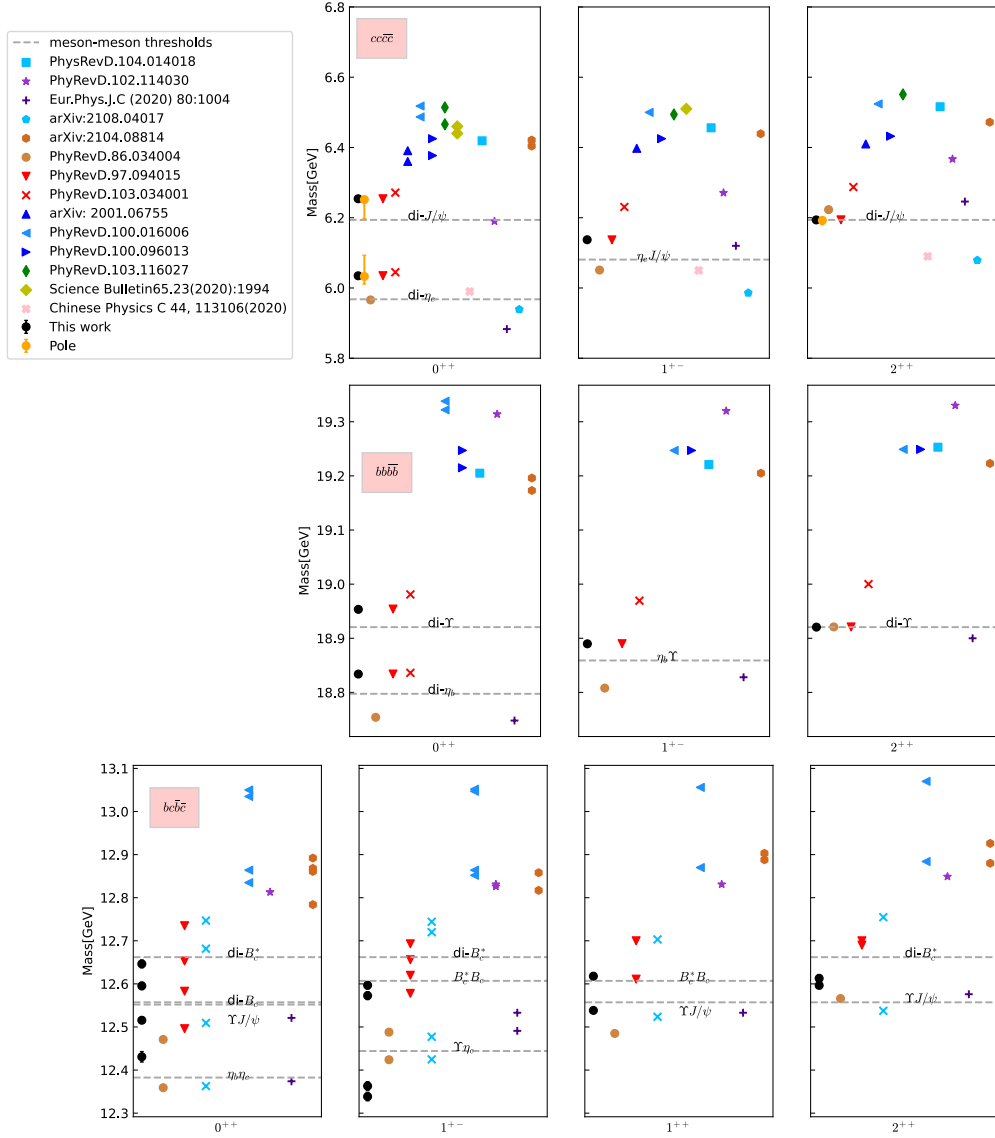 meson-meson thresholds
PhysRevD.104.014018
PhyRevD.102.114030
Eur.Phys.J.C (2020) 80:1004
arXiv:2108.04017
arXiv:2104.08814
PhyRevD.86.034004
PhyRevD.97.094015
PhyRevD.103.034001
arXiv: 2001.06755
PhyRevD.100.016006
PhyRevD.100.096013
PhyRevD.103.116027
Science Bulletin65.23(2020):1994
Chinese Physics C 44, 113106(2020)
This work
Pole
Mass[GeV]
6.8
6.6
6.4
6.2
6.0
5.8
cc\overline{cc}
di-J/ψ
di-η_c
0^{++}
η_c J/ψ
1^{+-}
di-J/ψ
2^{++}
Mass[GeV]
19.3
19.2
19.1
19.0
18.9
18.8
bb\overline{bb}
di-ϒ
di-η_b
0^{++}
η_bϒ
1^{+-}
di-ϒ
2^{++}
Mass[GeV]
13.1
13.0
12.9
12.8
12.7
12.6
12.5
12.4
12.3
bc\overline{b}\overline{c}
di-B_c^*
di-B_c
ϒJ/ψ
η_bη_c
0^{++}
di-B_c^*
B_c^*B_c
ϒη_c
1^{+-}
B_c^*B_c
ϒJ/ψ
1^{++}
di-B_c^*
ϒJ/ψ
2^{++}